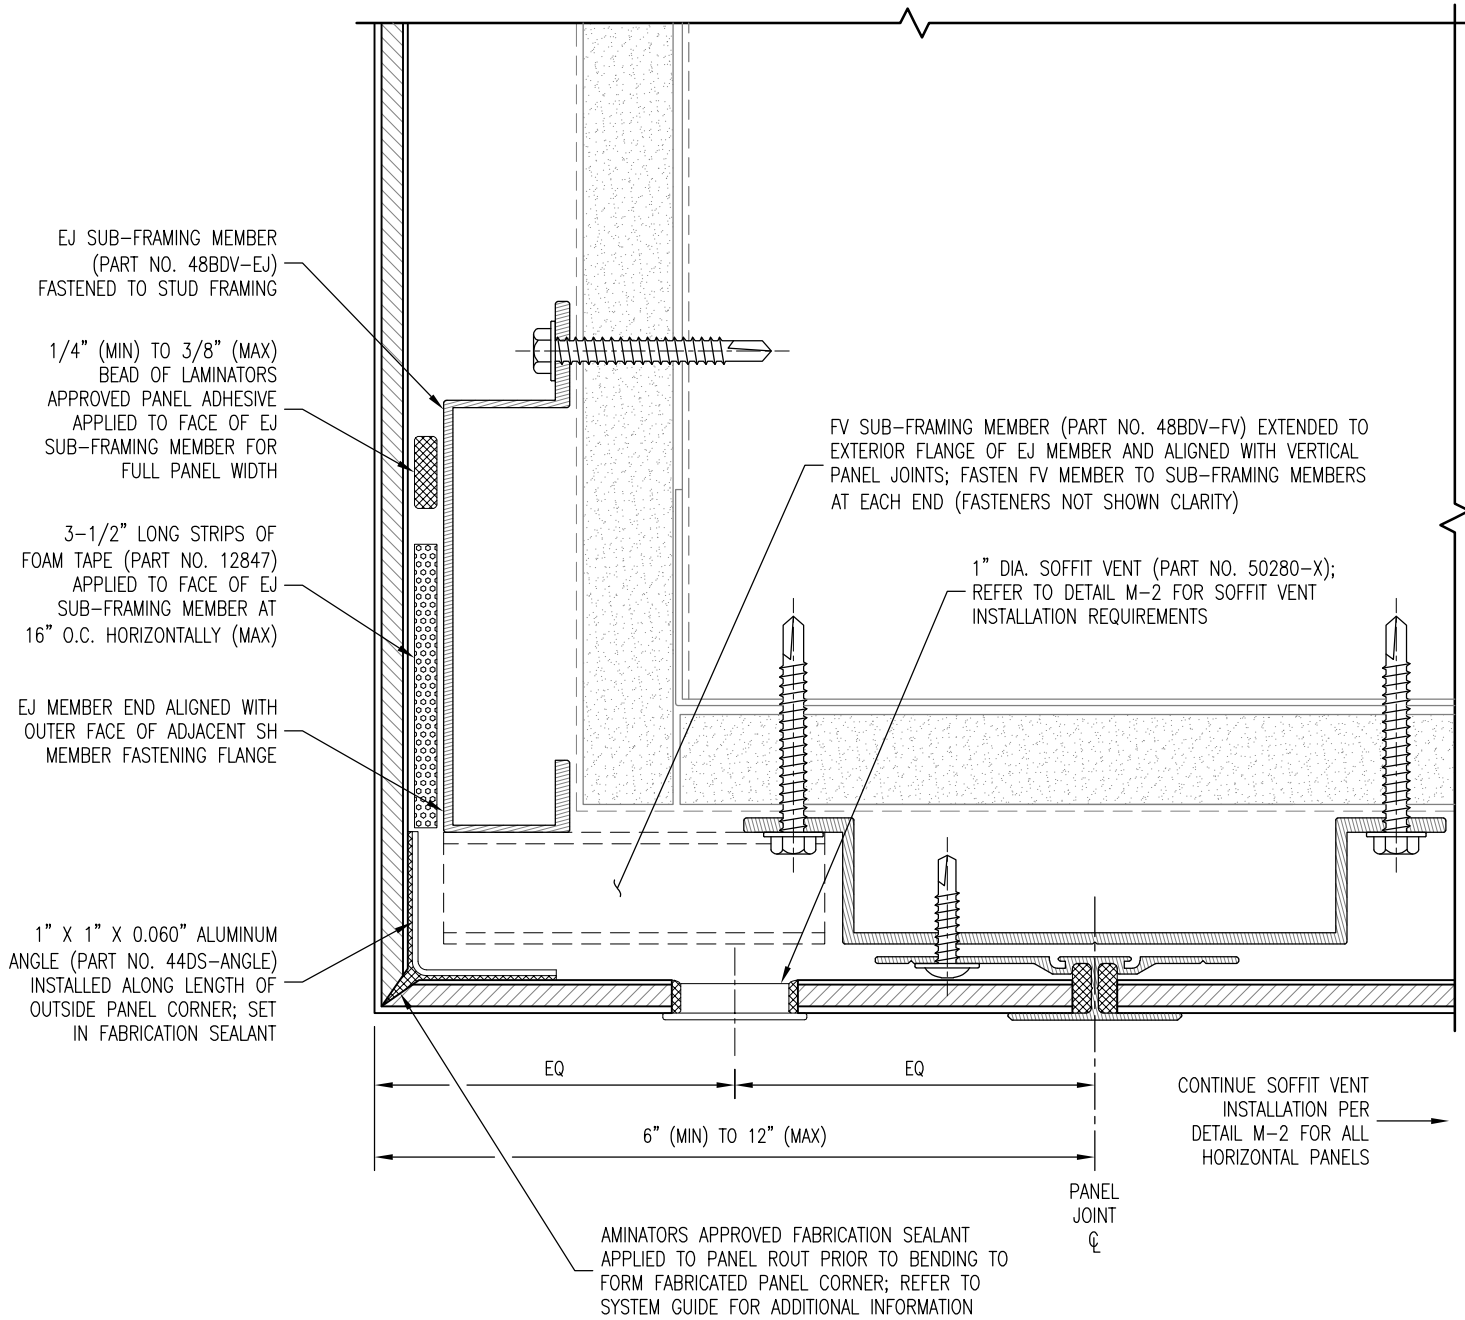 EJ SUB-FRAMING MEMBER
(PART NO. 48BDV-EJ)
FASTENED TO STUD FRAMING
1/4" (MIN) TO 3/8" (MAX)
BEAD OF LAMINATORS
APPROVED PANEL ADHESIVE
APPLIED TO FACE OF EJ
SUB-FRAMING MEMBER FOR
FULL PANEL WIDTH
3-1/2" LONG STRIPS OF
FOAM TAPE (PART NO. 12847)
APPLIED TO FACE OF EJ
SUB-FRAMING MEMBER AT
16" O.C. HORIZONTALLY (MAX)
EJ MEMBER END ALIGNED WITH
OUTER FACE OF ADJACENT SH
MEMBER FASTENING FLANGE
1" X 1" X 0.060" ALUMINUM
ANGLE (PART NO. 44DS-ANGLE)
INSTALLED ALONG LENGTH OF
OUTSIDE PANEL CORNER; SET
IN FABRICATION SEALANT
FV SUB-FRAMING MEMBER (PART NO. 48BDV-FV) EXTENDED TO
EXTERIOR FLANGE OF EJ MEMBER AND ALIGNED WITH VERTICAL
PANEL JOINTS; FASTEN FV MEMBER TO SUB-FRAMING MEMBERS
AT EACH END (FASTENERS NOT SHOWN CLARITY)
1" DIA. SOFFIT VENT (PART NO. 50280-X);
REFER TO DETAIL M-2 FOR SOFFIT VENT
INSTALLATION REQUIREMENTS
EQ
EQ
6" (MIN) TO 12" (MAX)
CONTINUE SOFFIT VENT
INSTALLATION PER
DETAIL M-2 FOR ALL
HORIZONTAL PANELS
PANEL
JOINT
℄
AMINATORS APPROVED FABRICATION SEALANT
APPLIED TO PANEL ROUT PRIOR TO BENDING TO
FORM FABRICATED PANEL CORNER; REFER TO
SYSTEM GUIDE FOR ADDITIONAL INFORMATION